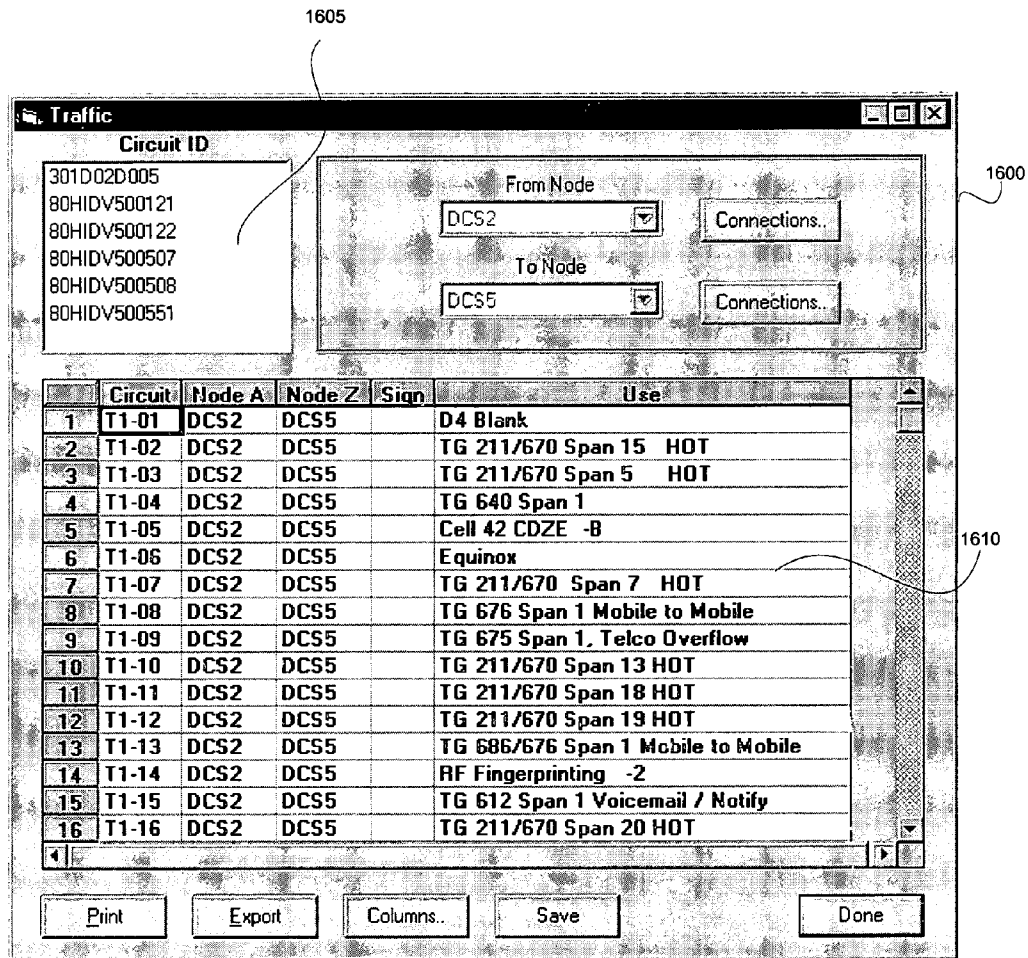 1605
Traffic
Circuit ID
301D02D005
80HIDV500121
80HIDV500122
80HIDV500507
80HIDV500508
80HIDV500551
From Node
DCS2
Connections..
To Node
DCS5
Connections..
1600
Circuit Node A Node Z Sign Use
1 T1-01 DCS2 DCS5 D4 Blank
2 T1-02 DCS2 DCS5 TG 211/670 Span 15 HOT
3 T1-03 DCS2 DCS5 TG 211/670 Span 5 HOT
4 T1-04 DCS2 DCS5 TG 640 Span 1
5 T1-05 DCS2 DCS5 Cell 42 CDZE -B
6 T1-06 DCS2 DCS5 Equinox
7 T1-07 DCS2 DCS5 TG 211/670 Span 7 HOT
8 T1-08 DCS2 DCS5 TG 676 Span 1 Mobile to Mobile
9 T1-09 DCS2 DCS5 TG 675 Span 1, Telco Overflow
10 T1-10 DCS2 DCS5 TG 211/670 Span 13 HOT
11 T1-11 DCS2 DCS5 TG 211/670 Span 18 HOT
12 T1-12 DCS2 DCS5 TG 211/670 Span 19 HOT
13 T1-13 DCS2 DCS5 TG 686/676 Span 1 Mobile to Mobile
14 T1-14 DCS2 DCS5 RF Fingerprinting -2
15 T1-15 DCS2 DCS5 TG 612 Span 1 Voicemail / Notify
16 T1-16 DCS2 DCS5 TG 211/670 Span 20 HOT
1610
Print Export Columns.. Save Done